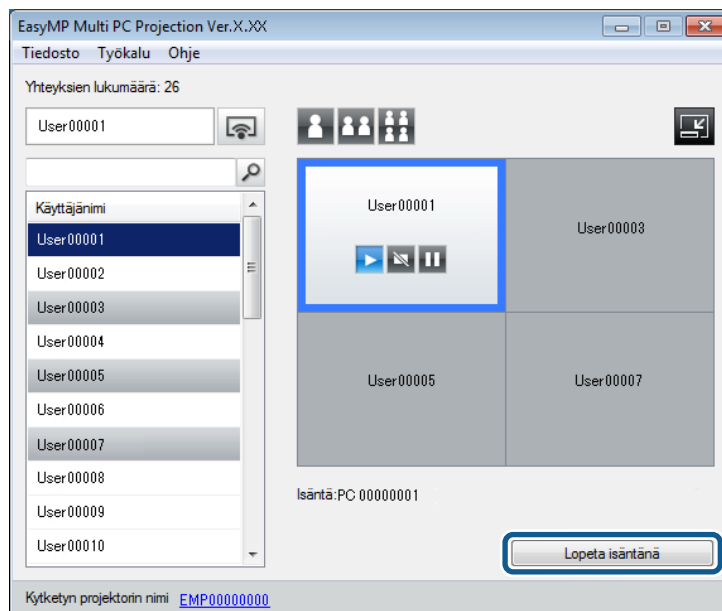 EasyMP Multi PC Projection Ver.X.XX
Tiedosto Työkalu Ohje
Yhteyksien lukumäärä: 26
User00001
Käyttäjänimi
User00001
User00002
User00003
User00004
User00005
User00006
User00007
User00008
User00009
User00010
User00001
User00003
User00005
User00007
Isäntä:PC 00000001
Lopeta isäntänä
Kytketyn projektorin nimi EMP00000000